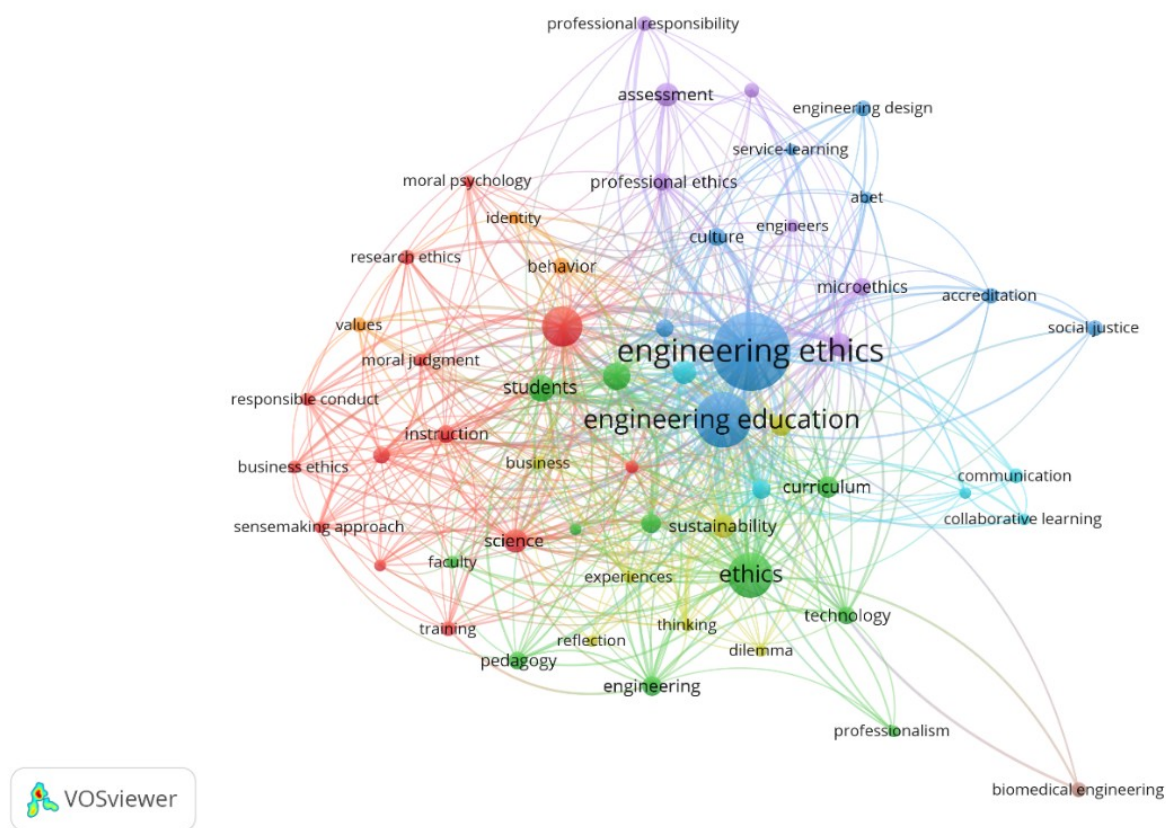 professional responsibility
assessment
engineering design
service-learning
moral psychology
professional ethics
abet
identity
engineers
culture
research ethics
behavior
microethics
accreditation
values
social justice
engineering ethics
moral judgment
students
responsible conduct
engineering education
instruction
business
business ethics
communication
curriculum
collaborative learning
sensemaking approach
sustainability
science
faculty
experiences
ethics
technology
training
thinking
reflection
dilemma
pedagogy
engineering
professionalism
biomedical engineering
VOSviewer